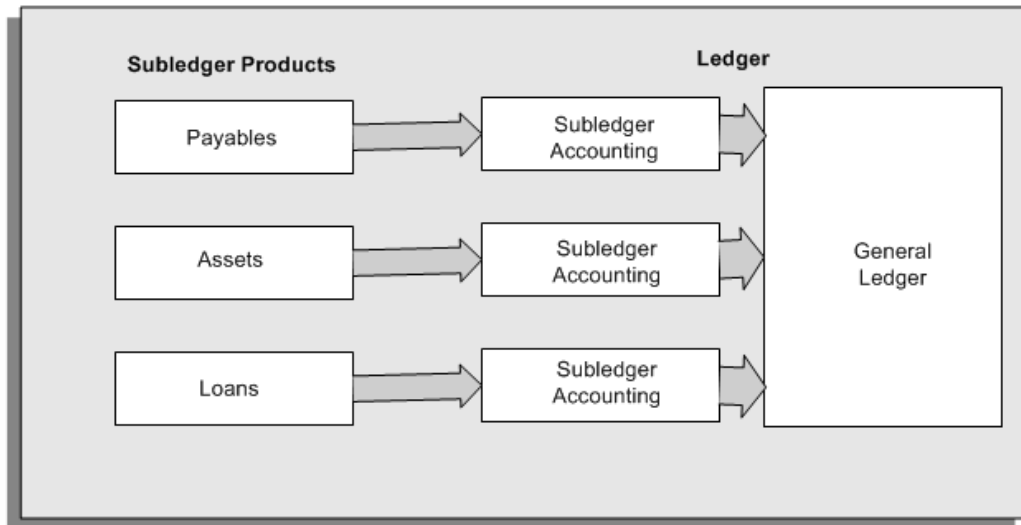 Subledger Products
Ledger
Payables
Subledger
Accounting
Assets
Subledger
Accounting
General
Ledger
Loans
Subledger
Accounting